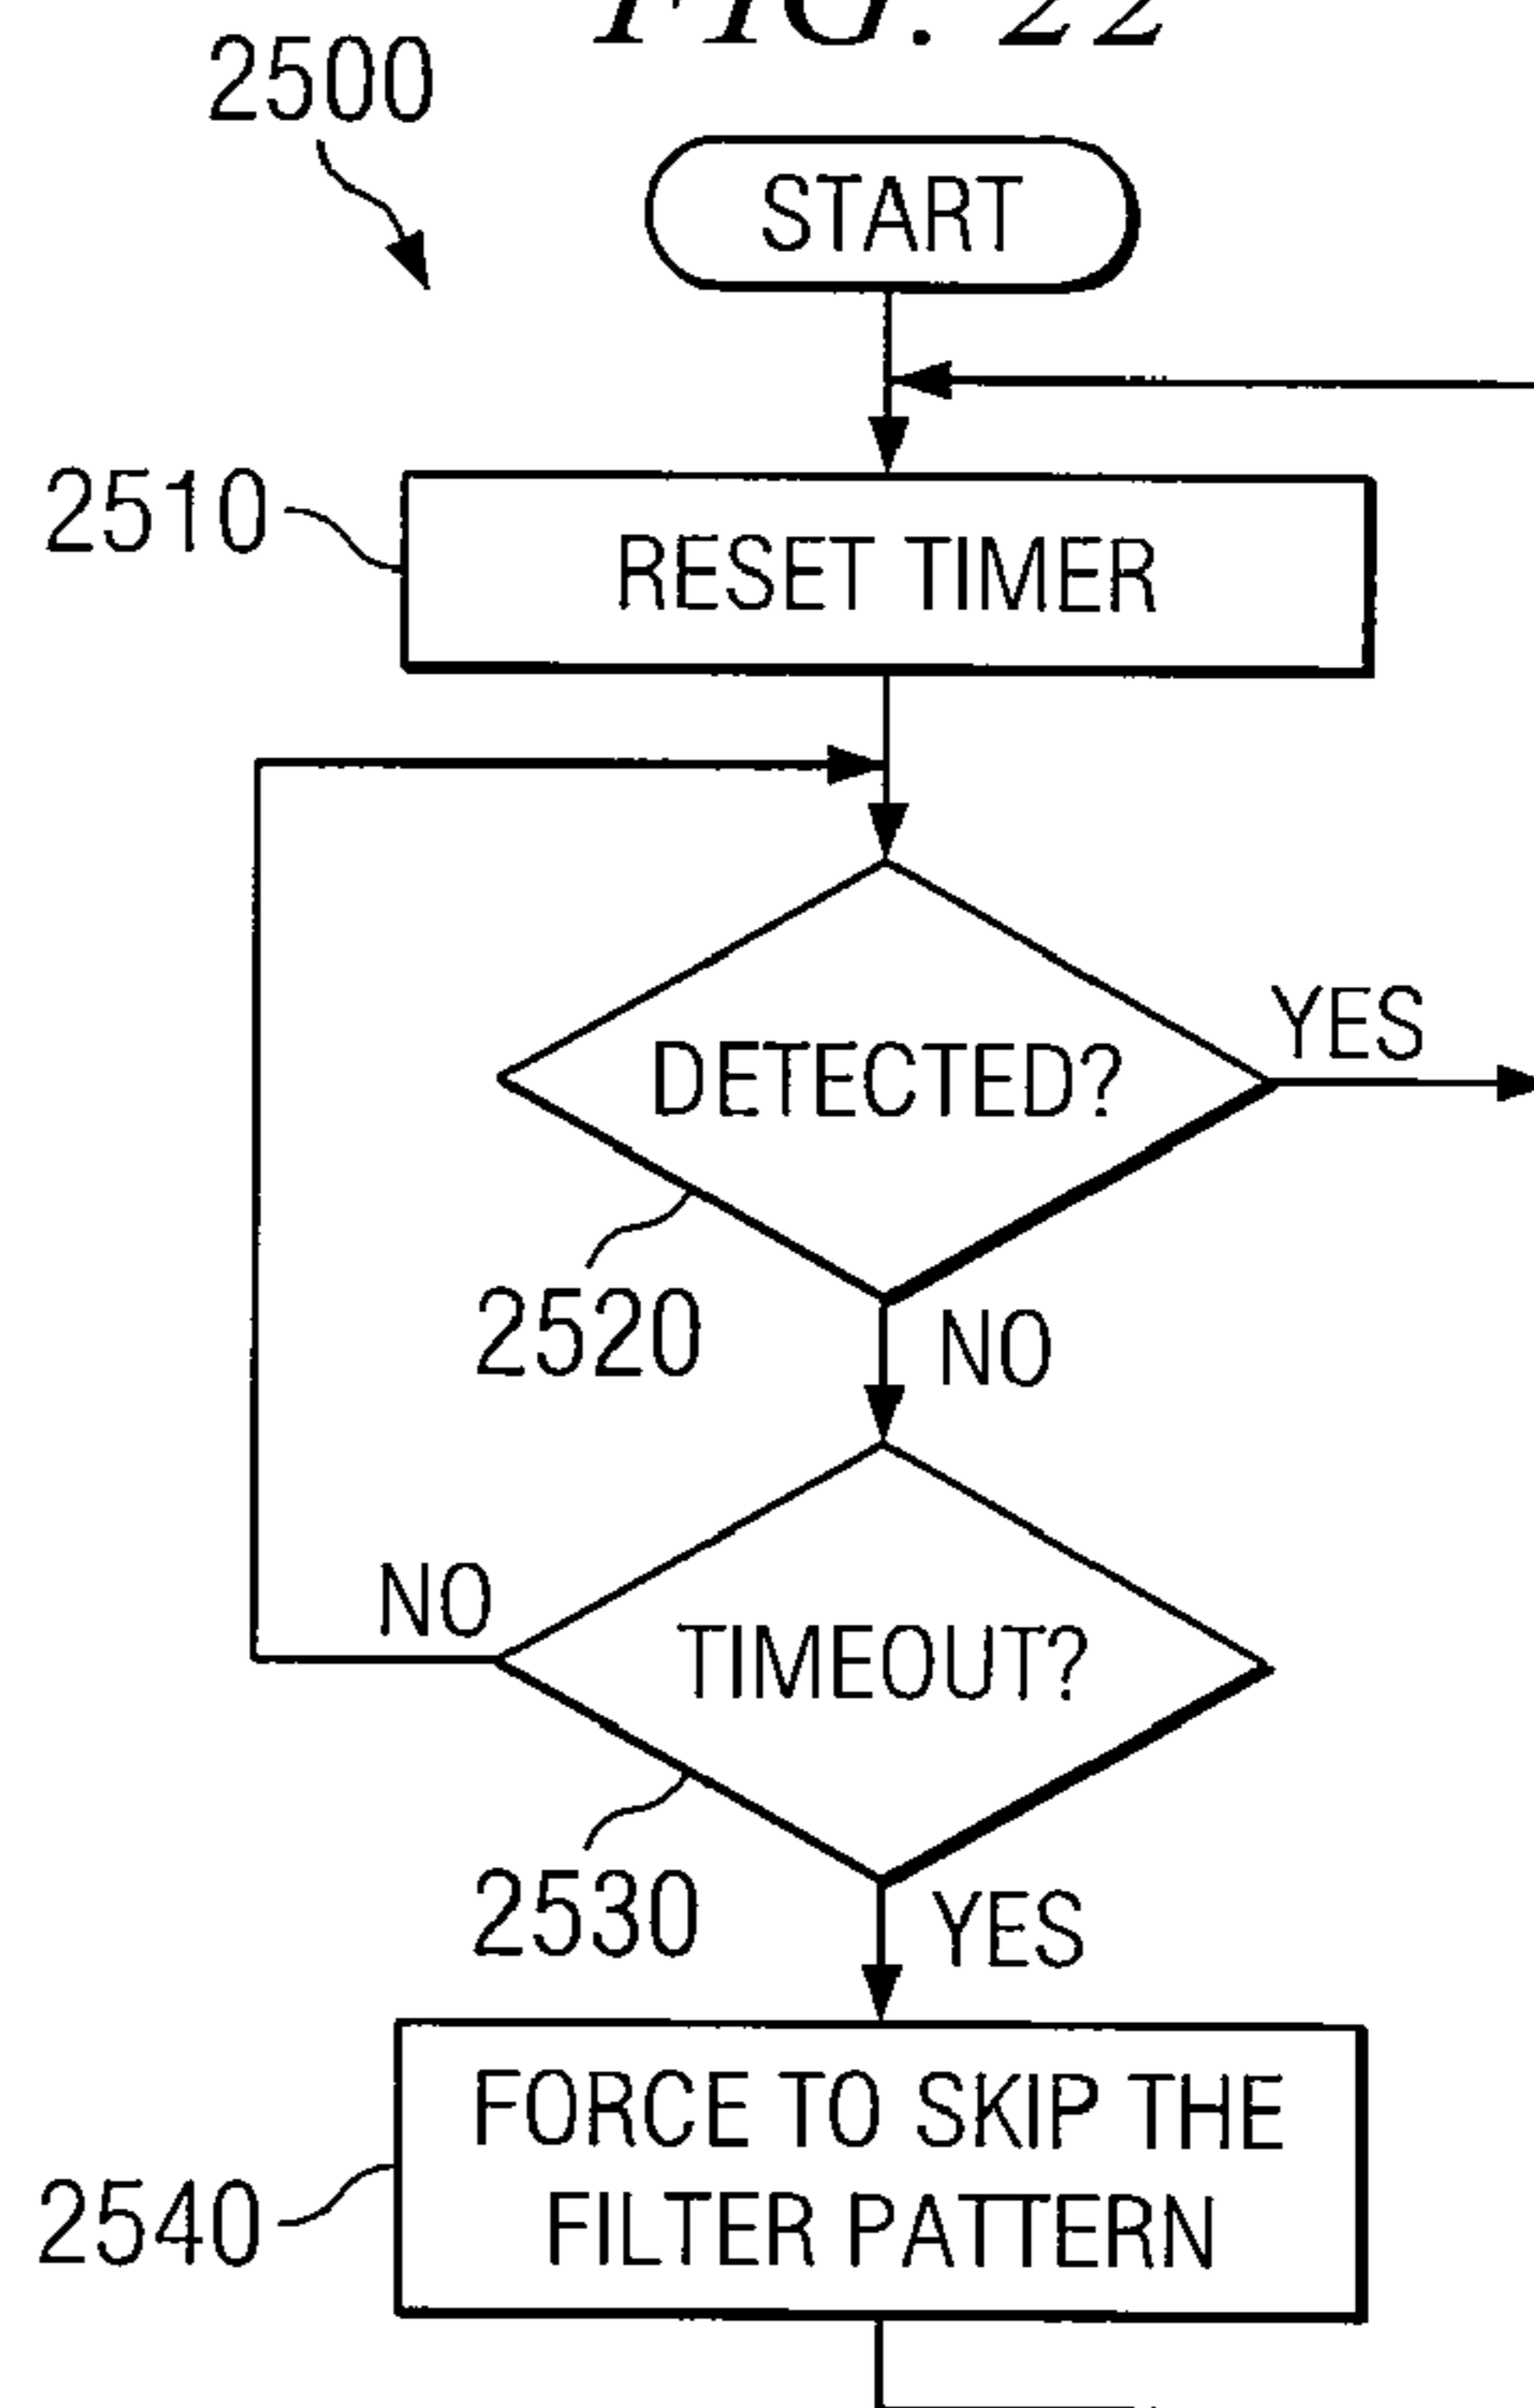 FIG. 22
2500
START
2510
RESET TIMER
DETECTED?
YES
2520
NO
NO
TIMEOUT?
2530
YES
FORCE TO SKIP THE
FILTER PATTERN
2540